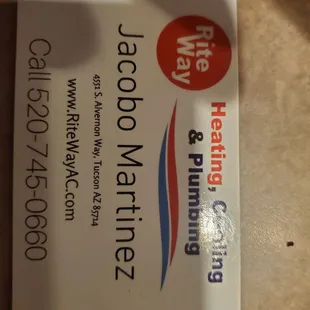 Rite
Way
Heating, Cooling
& Plumbing
Jacobo Martinez
4551 S. Alvernon Way, Tucson AZ 85714
www.RiteWayAC.com
Call 520-745-0660